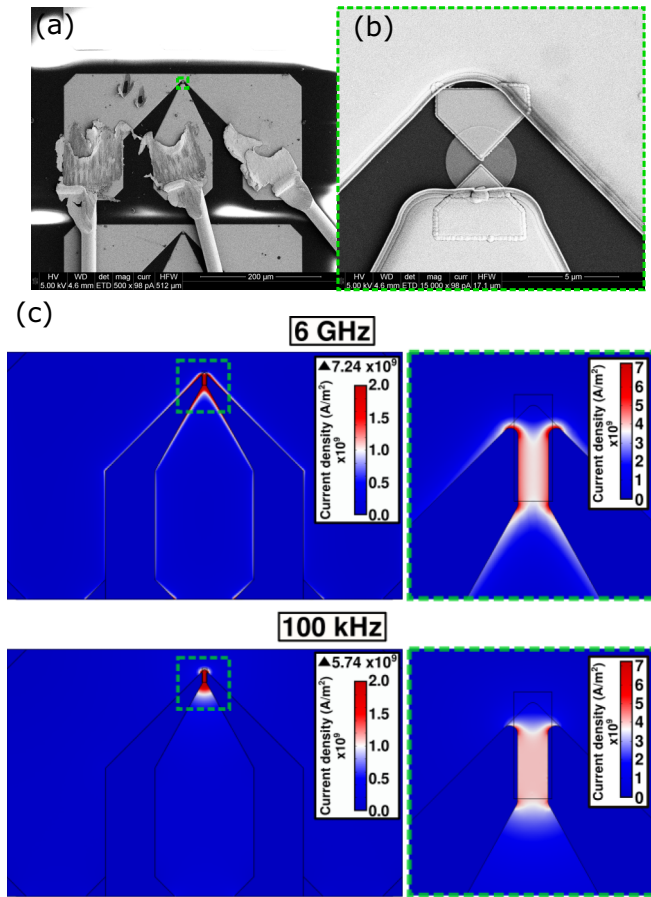 (a)
(b)
HV WD det mag curr HFW
5.00 kV 4.6 mm ETD 500 x 98 pA 512 µm
200 µm
HV WD det mag curr HFW
5.00 kV 4.6 mm ETD 15,000 x 98 pA 17.1 µm
5 µm
(c)
6 GHz
▲7.24 x10⁹
Current density (A/m²)
x10⁹
2.0
1.5
1.0
0.5
0.0
Current density (A/m²)
x10⁹
7
6
5
4
3
2
1
0
100 kHz
▲5.74 x10⁹
Current density (A/m²)
x10⁹
2.0
1.5
1.0
0.5
0.0
Current density (A/m²)
x10⁹
7
6
5
4
3
2
1
0